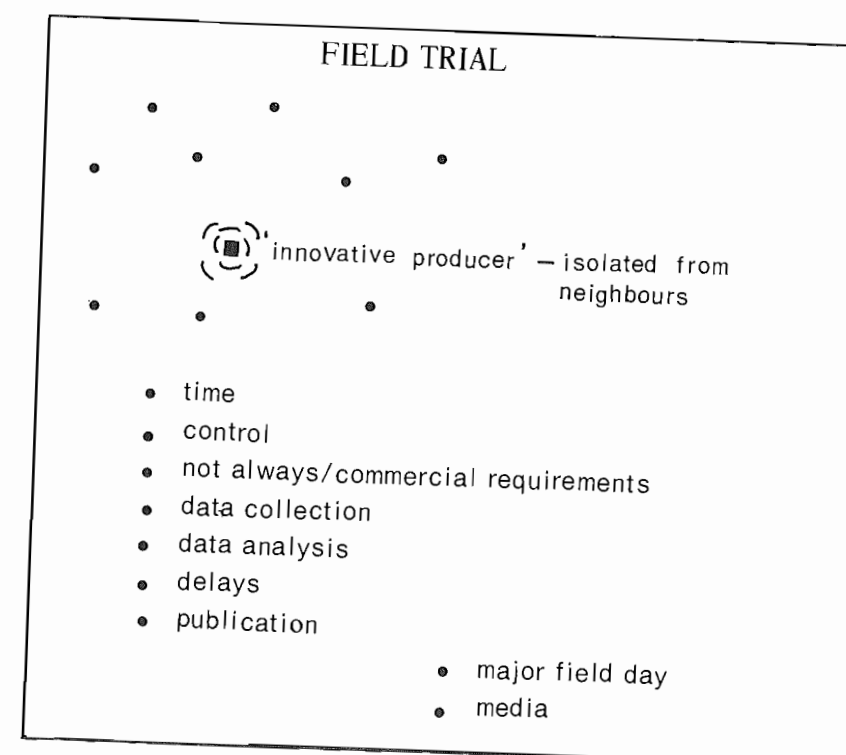 FIELD TRIAL
'innovative producer' – isolated from
neighbours
• time
• control
• not always/commercial requirements
• data collection
• data analysis
• delays
• publication
• major field day
• media